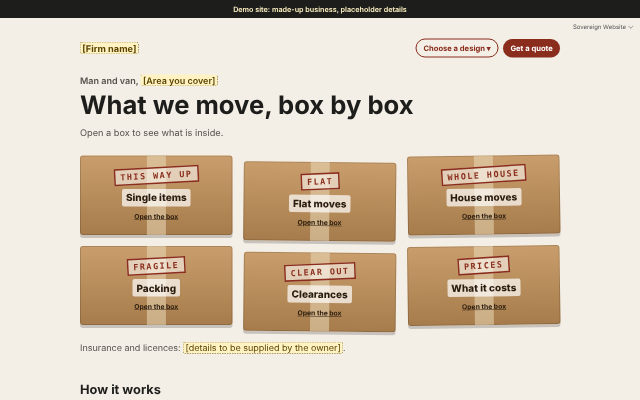 Demo site: made-up business, placeholder details
Sovereign Website
[Firm name]
Choose a design ▾
Get a quote
Man and van, [Area you cover]
What we move, box by box
Open a box to see what is inside.
THIS WAY UP
Single items
Open the box
FLAT
Flat moves
Open the box
WHOLE HOUSE
House moves
Open the box
FRAGILE
Packing
Open the box
CLEAR OUT
Clearances
Open the box
PRICES
What it costs
Open the box
Insurance and licences: [details to be supplied by the owner].
How it works